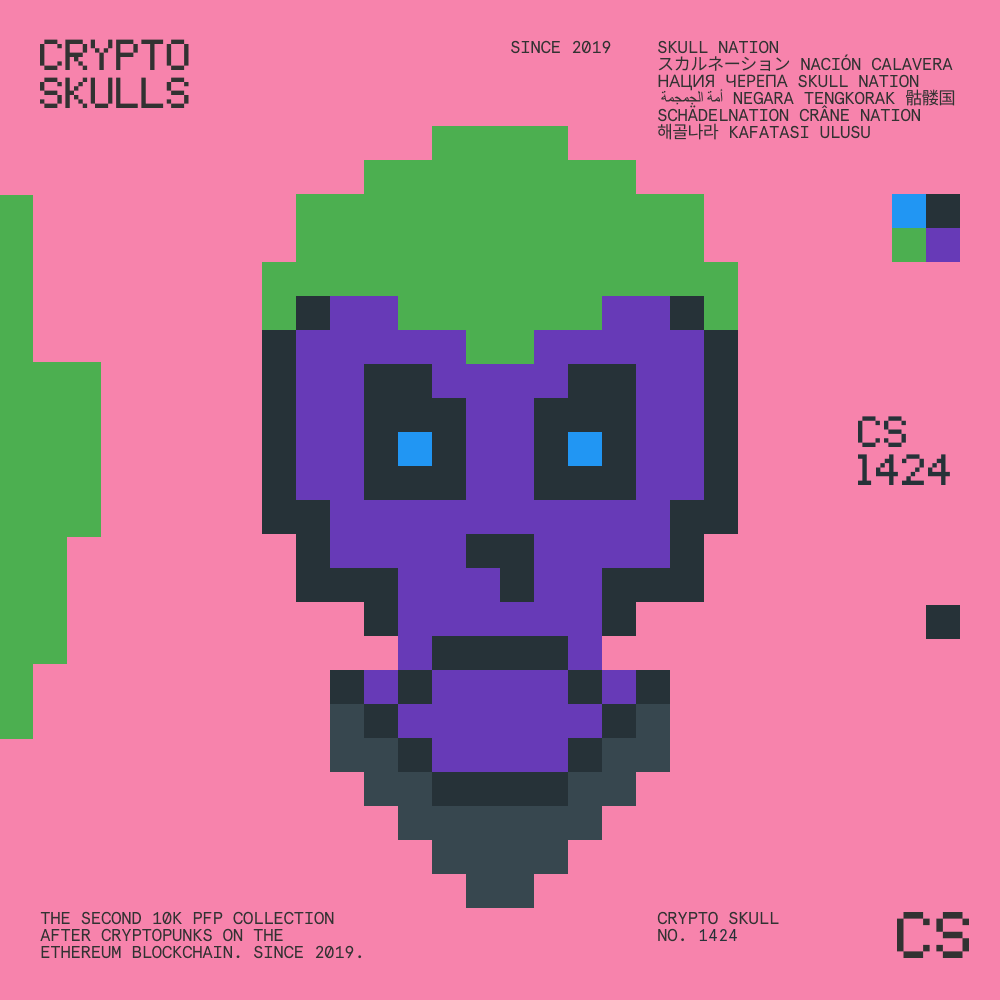 CRYPTO
SKULLS
SINCE 2019
SKULL NATION
スカルネーション NACIÓN CALAVERA
НАЦИЯ ЧЕРЕПА SKULL NATION
أمة الجمجمة NEGARA TENGKORAK 骷髅国
SCHÄDELNATION CRÂNE NATION
해골나라 KAFATASI ULUSU
CS
1424
THE SECOND 10K PFP COLLECTION
AFTER CRYPTOPUNKS ON THE
ETHEREUM BLOCKCHAIN. SINCE 2019.
CRYPTO SKULL
NO. 1424
CS